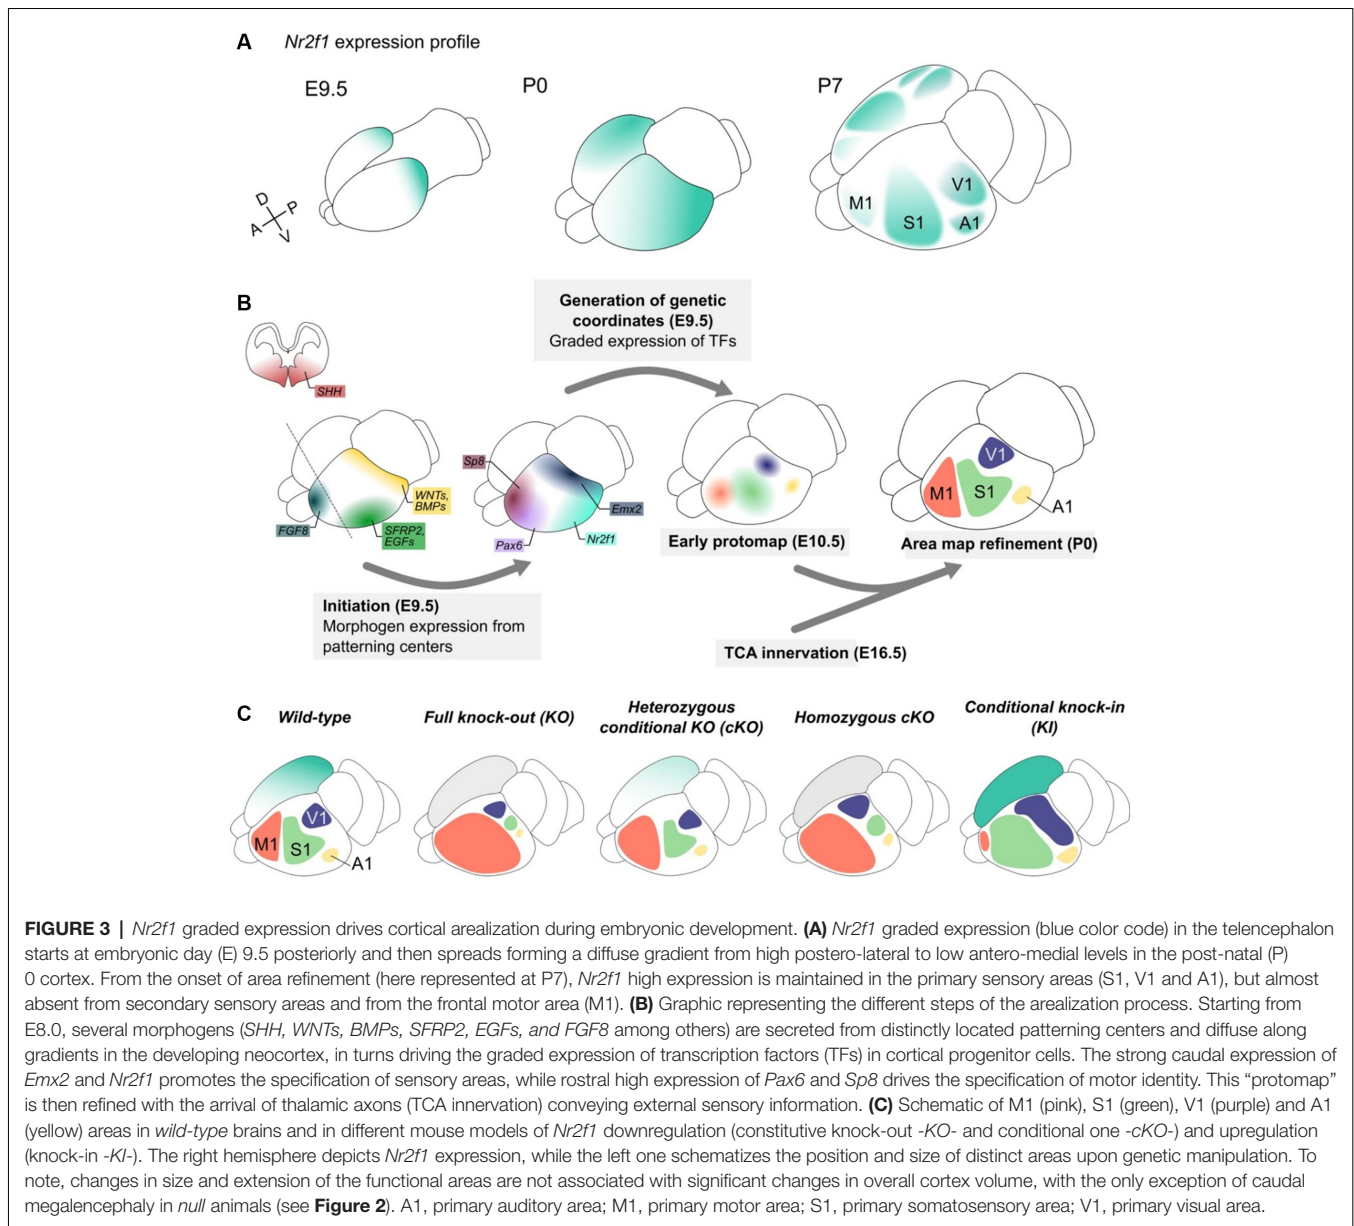 A
Nr2f1 expression profile
E9.5
P0
P7
D
P
A
V
M1
S1
V1
A1
B
Generation of genetic
coordinates (E9.5)
Graded expression of TFs
SHH
FGF8
WNTs,
BMPs
SFRP2,
EGFs
Sp8
Pax6
Emx2
Nr2f1
Early protomap (E10.5)
V1
M1
S1
A1
Area map refinement (P0)
Initiation (E9.5)
Morphogen expression from
patterning centers
TCA innervation (E16.5)
C
Wild-type
Full knock-out (KO)
Heterozygous
conditional KO (cKO)
Homozygous cKO
Conditional knock-in
(KI)
V1
M1
S1
A1
FIGURE 3 | Nr2f1 graded expression drives cortical arealization during embryonic development. (A) Nr2f1 graded expression (blue color code) in the telencephalon
starts at embryonic day (E) 9.5 posteriorly and then spreads forming a diffuse gradient from high postero-lateral to low antero-medial levels in the post-natal (P)
0 cortex. From the onset of area refinement (here represented at P7), Nr2f1 high expression is maintained in the primary sensory areas (S1, V1 and A1), but almost
absent from secondary sensory areas and from the frontal motor area (M1). (B) Graphic representing the different steps of the arealization process. Starting from
E8.0, several morphogens (SHH, WNTs, BMPs, SFRP2, EGFs, and FGF8 among others) are secreted from distinctly located patterning centers and diffuse along
gradients in the developing neocortex, in turns driving the graded expression of transcription factors (TFs) in cortical progenitor cells. The strong caudal expression of
Emx2 and Nr2f1 promotes the specification of sensory areas, while rostral high expression of Pax6 and Sp8 drives the specification of motor identity. This “protomap”
is then refined with the arrival of thalamic axons (TCA innervation) conveying external sensory information. (C) Schematic of M1 (pink), S1 (green), V1 (purple) and A1
(yellow) areas in wild-type brains and in different mouse models of Nr2f1 downregulation (constitutive knock-out -KO- and conditional one -cKO-) and upregulation
(knock-in -KI-). The right hemisphere depicts Nr2f1 expression, while the left one schematizes the position and size of distinct areas upon genetic manipulation. To
note, changes in size and extension of the functional areas are not associated with significant changes in overall cortex volume, with the only exception of caudal
megalencephaly in null animals (see Figure 2). A1, primary auditory area; M1, primary motor area; S1, primary somatosensory area; V1, primary visual area.